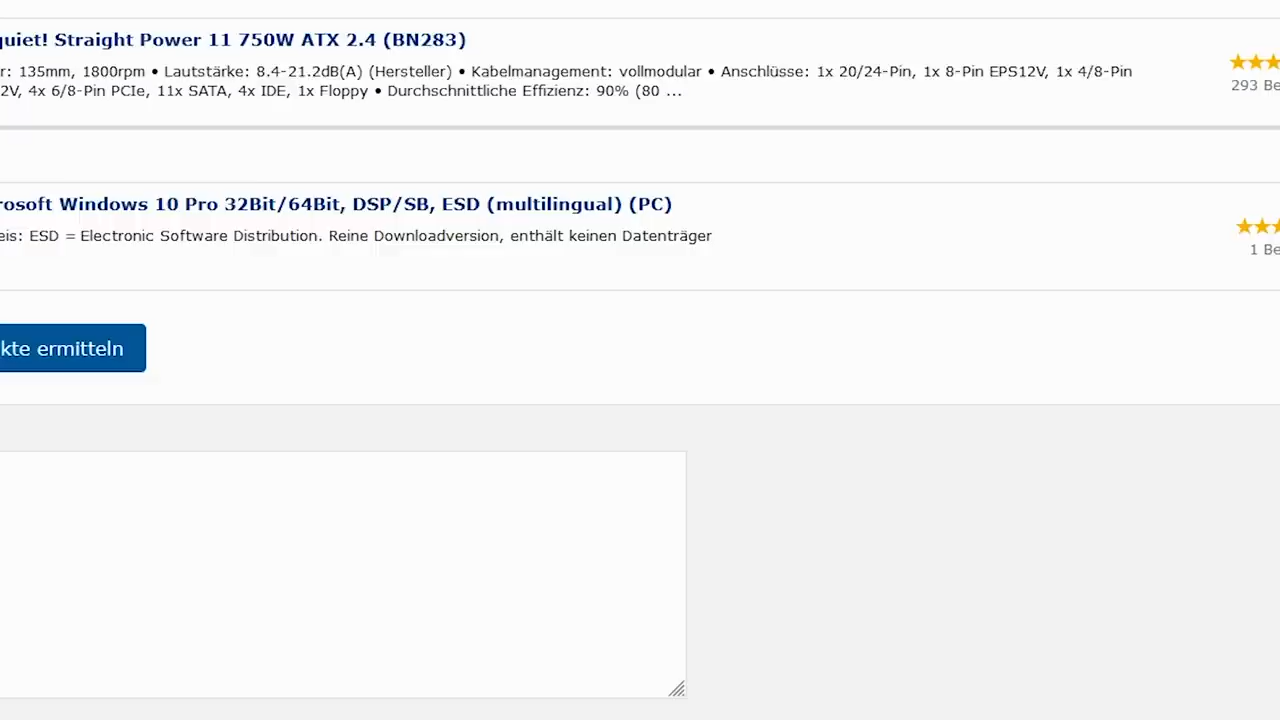 quiet! Straight Power 11 750W ATX 2.4 (BN283)
r: 135mm, 1800rpm • Lautstärke: 8.4-21.2dB(A) (Hersteller) • Kabelmanagement: vollmodular • Anschlüsse: 1x 20/24-Pin, 1x 8-Pin EPS12V, 1x 4/8-Pin
2V, 4x 6/8-Pin PCIe, 11x SATA, 4x IDE, 1x Floppy • Durchschnittliche Effizienz: 90% (80 ...
293 Be
rosoft Windows 10 Pro 32Bit/64Bit, DSP/SB, ESD (multilingual) (PC)
eis: ESD = Electronic Software Distribution. Reine Downloadversion, enthält keinen Datenträger
1 Be
kte ermitteln